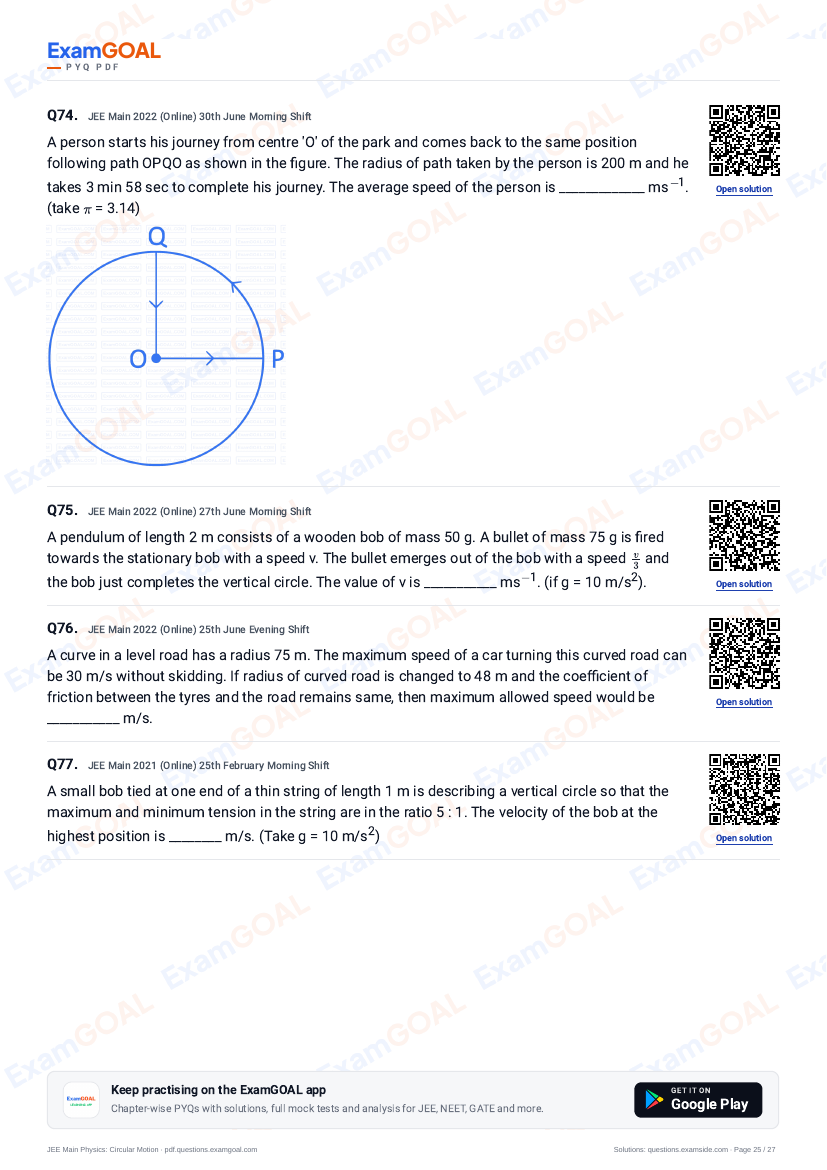 ExamGOAL
PYQ PDF
Q74. JEE Main 2022 (Online) 30th June Morning Shift
A person starts his journey from centre 'O' of the park and comes back to the same position
following path OPQO as shown in the figure. The radius of path taken by the person is 200 m and he
takes 3 min 58 sec to complete his journey. The average speed of the person is _____________ ms⁻¹.
(take π = 3.14)
Open solution
Q
O
P
Q75. JEE Main 2022 (Online) 27th June Morning Shift
A pendulum of length 2 m consists of a wooden bob of mass 50 g. A bullet of mass 75 g is fired
towards the stationary bob with a speed v. The bullet emerges out of the bob with a speed v/3 and
the bob just completes the vertical circle. The value of v is ___________ ms⁻¹. (if g = 10 m/s²).
Open solution
Q76. JEE Main 2022 (Online) 25th June Evening Shift
A curve in a level road has a radius 75 m. The maximum speed of a car turning this curved road can
be 30 m/s without skidding. If radius of curved road is changed to 48 m and the coefficient of
friction between the tyres and the road remains same, then maximum allowed speed would be
___________ m/s.
Open solution
Q77. JEE Main 2021 (Online) 25th February Morning Shift
A small bob tied at one end of a thin string of length 1 m is describing a vertical circle so that the
maximum and minimum tension in the string are in the ratio 5 : 1. The velocity of the bob at the
highest position is ________ m/s. (Take g = 10 m/s²)
Open solution
ExamGOAL
Keep practising on the ExamGOAL app
Chapter-wise PYQs with solutions, full mock tests and analysis for JEE, NEET, GATE and more.
GET IT ON
Google Play
JEE Main Physics: Circular Motion · pdf.questions.examgoal.com
Solutions: questions.examside.com · Page 25 / 27